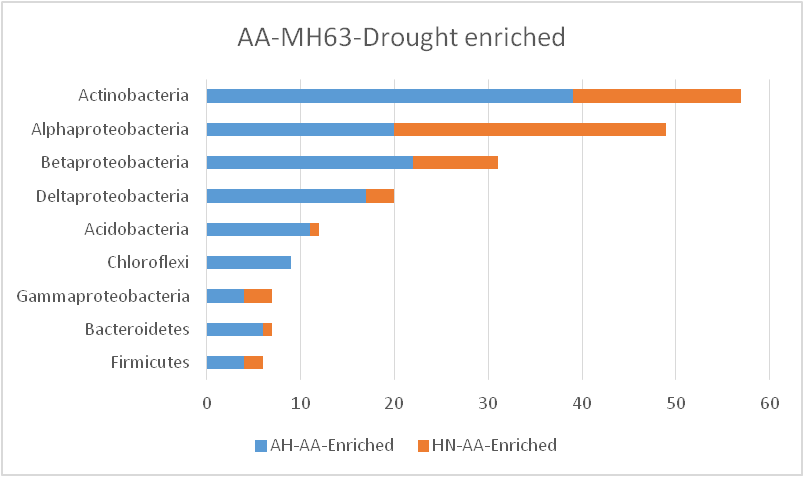 AA-MH63-Drought enriched
Actinobacteria
Alphaproteobacteria
Betaproteobacteria
Deltaproteobacteria
Acidobacteria
Chloroflexi
Gammaproteobacteria
Bacteroidetes
Firmicutes
0 10 20 30 40 50 60
AH-AA-Enriched HN-AA-Enriched